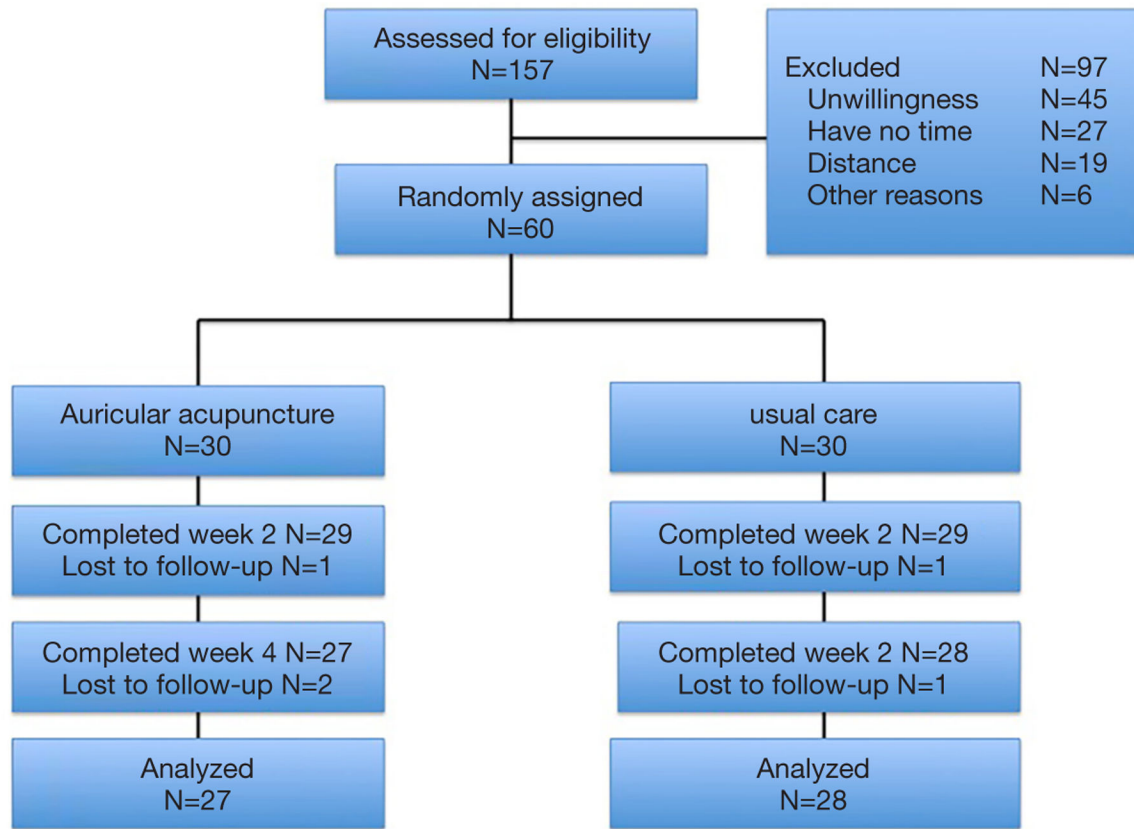 Assessed for eligibility
N=157
Excluded N=97
Unwillingness N=45
Have no time N=27
Distance N=19
Other reasons N=6
Randomly assigned
N=60
Auricular acupuncture
N=30
usual care
N=30
Completed week 2 N=29
Lost to follow-up N=1
Completed week 2 N=29
Lost to follow-up N=1
Completed week 4 N=27
Lost to follow-up N=2
Completed week 2 N=28
Lost to follow-up N=1
Analyzed
N=27
Analyzed
N=28